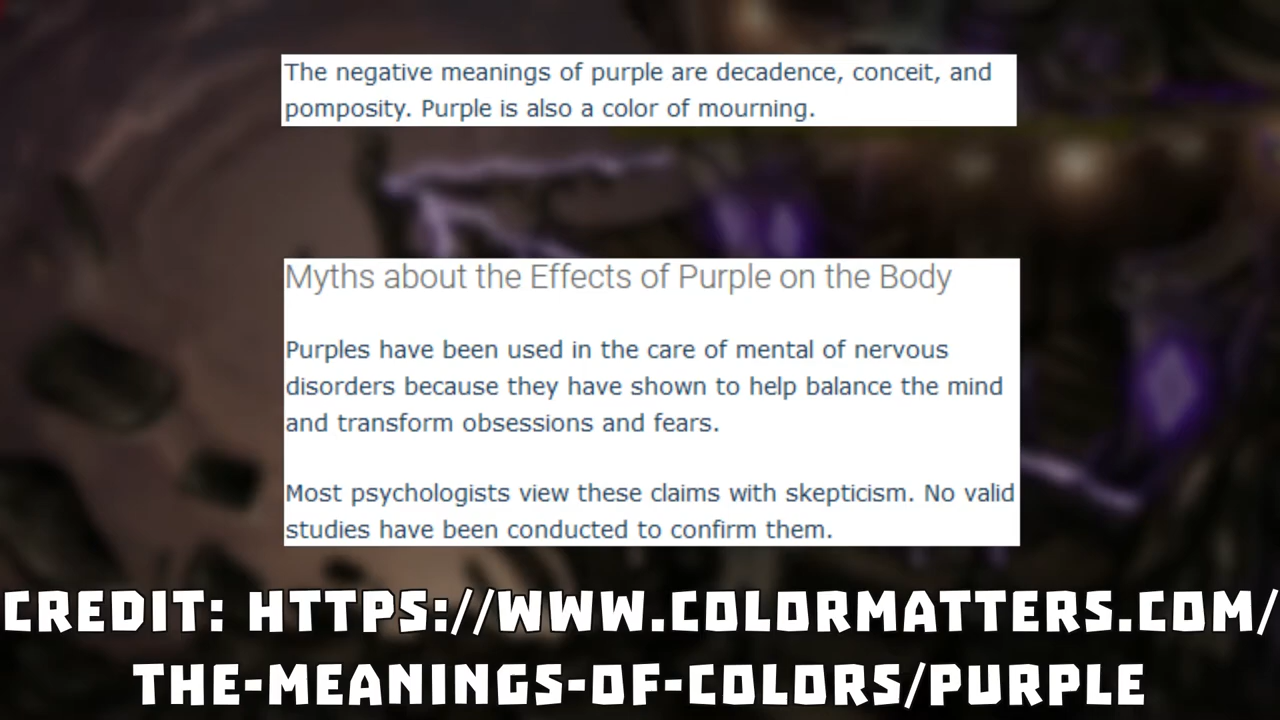 The negative meanings of purple are decadence, conceit, and
pomposity. Purple is also a color of mourning.
Myths about the Effects of Purple on the Body
Purples have been used in the care of mental of nervous
disorders because they have shown to help balance the mind
and transform obsessions and fears.
Most psychologists view these claims with skepticism. No valid
studies have been conducted to confirm them.
CREDIT: HTTPS://WWW.COLORMATTERS.COM/
THE-MEANINGS-OF-COLORS/PURPLE